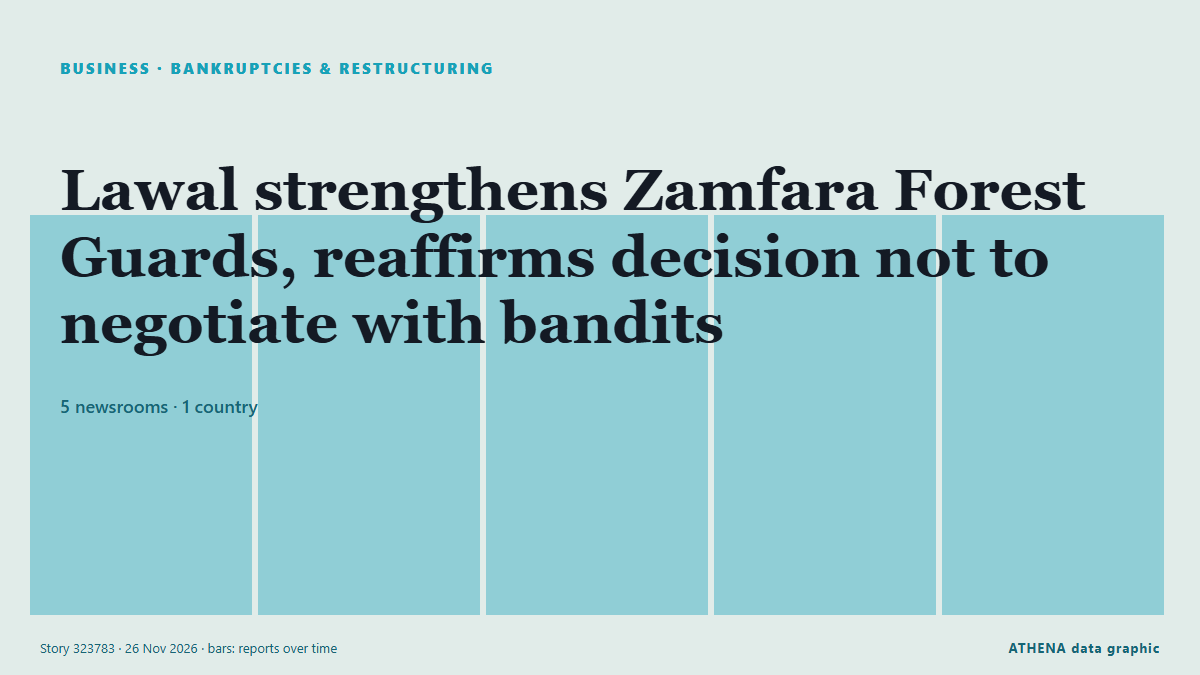 BUSINESS · BANKRUPTCIES & RESTRUCTURING
Lawal strengthens Zamfara Forest
Guards, reaffirms decision not to
negotiate with bandits
5 newsrooms · 1 country
Story 323783 · 26 Nov 2026 · bars: reports over time
ATHENA data graphic